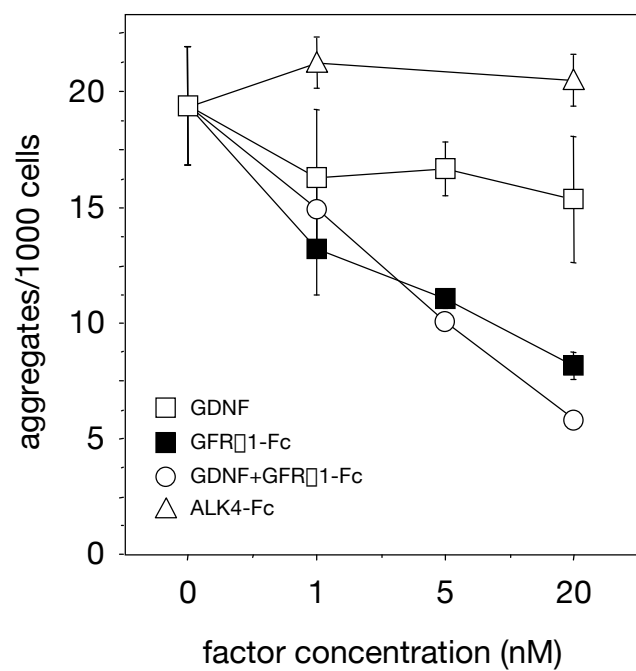 aggregates/1000 cells
20
15
10
5
0
GDNF
GFR▯1-Fc
GDNF+GFR▯1-Fc
ALK4-Fc
0 1 5 20
factor concentration (nM)